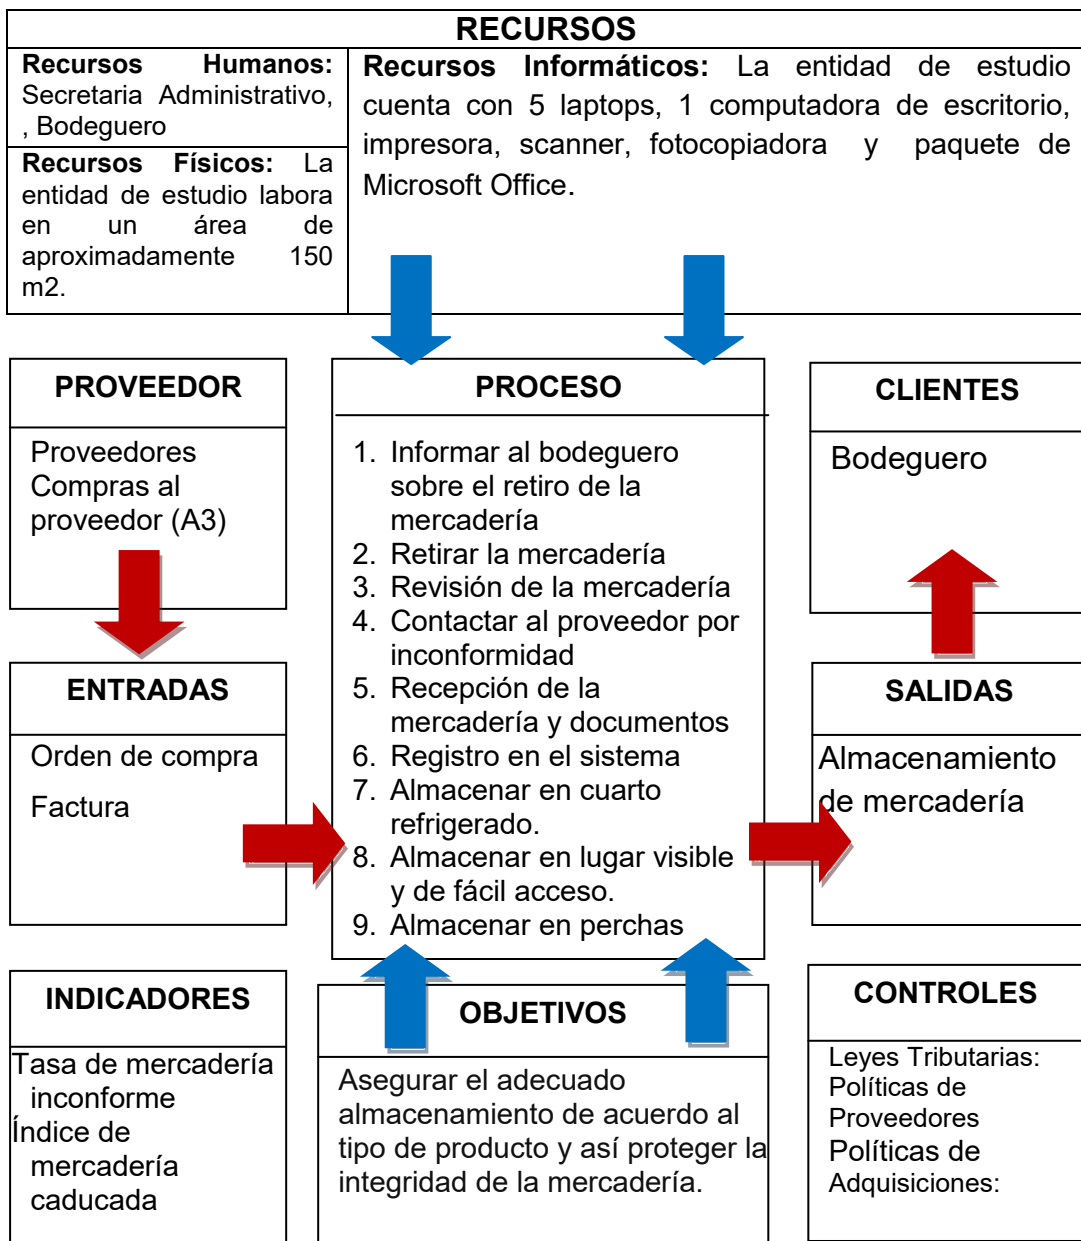 RECURSOS
Recursos Humanos:
Secretaria Administrativo,
, Bodeguero
Recursos Físicos: La
entidad de estudio labora
en un área de
aproximadamente 150
m2.
Recursos Informáticos: La entidad de estudio
cuenta con 5 laptops, 1 computadora de escritorio,
impresora, scanner, fotocopiadora y paquete de
Microsoft Office.
PROVEEDOR
Proveedores
Compras al
proveedor (A3)
ENTRADAS
Orden de compra
Factura
PROCESO
1. Informar al bodeguero
sobre el retiro de la
mercadería
2. Retirar la mercadería
3. Revisión de la mercadería
4. Contactar al proveedor por
inconformidad
5. Recepción de la
mercadería y documentos
6. Registro en el sistema
7. Almacenar en cuarto
refrigerado.
8. Almacenar en lugar visible
y de fácil acceso.
9. Almacenar en perchas
CLIENTES
Bodeguero
SALIDAS
Almacenamiento
de mercadería
INDICADORES
Tasa de mercadería
inconforme
Índice de
mercadería
caducada
OBJETIVOS
Asegurar el adecuado
almacenamiento de acuerdo al
tipo de producto y así proteger la
integridad de la mercadería.
CONTROLES
Leyes Tributarias:
Políticas de
Proveedores
Políticas de
Adquisiciones: